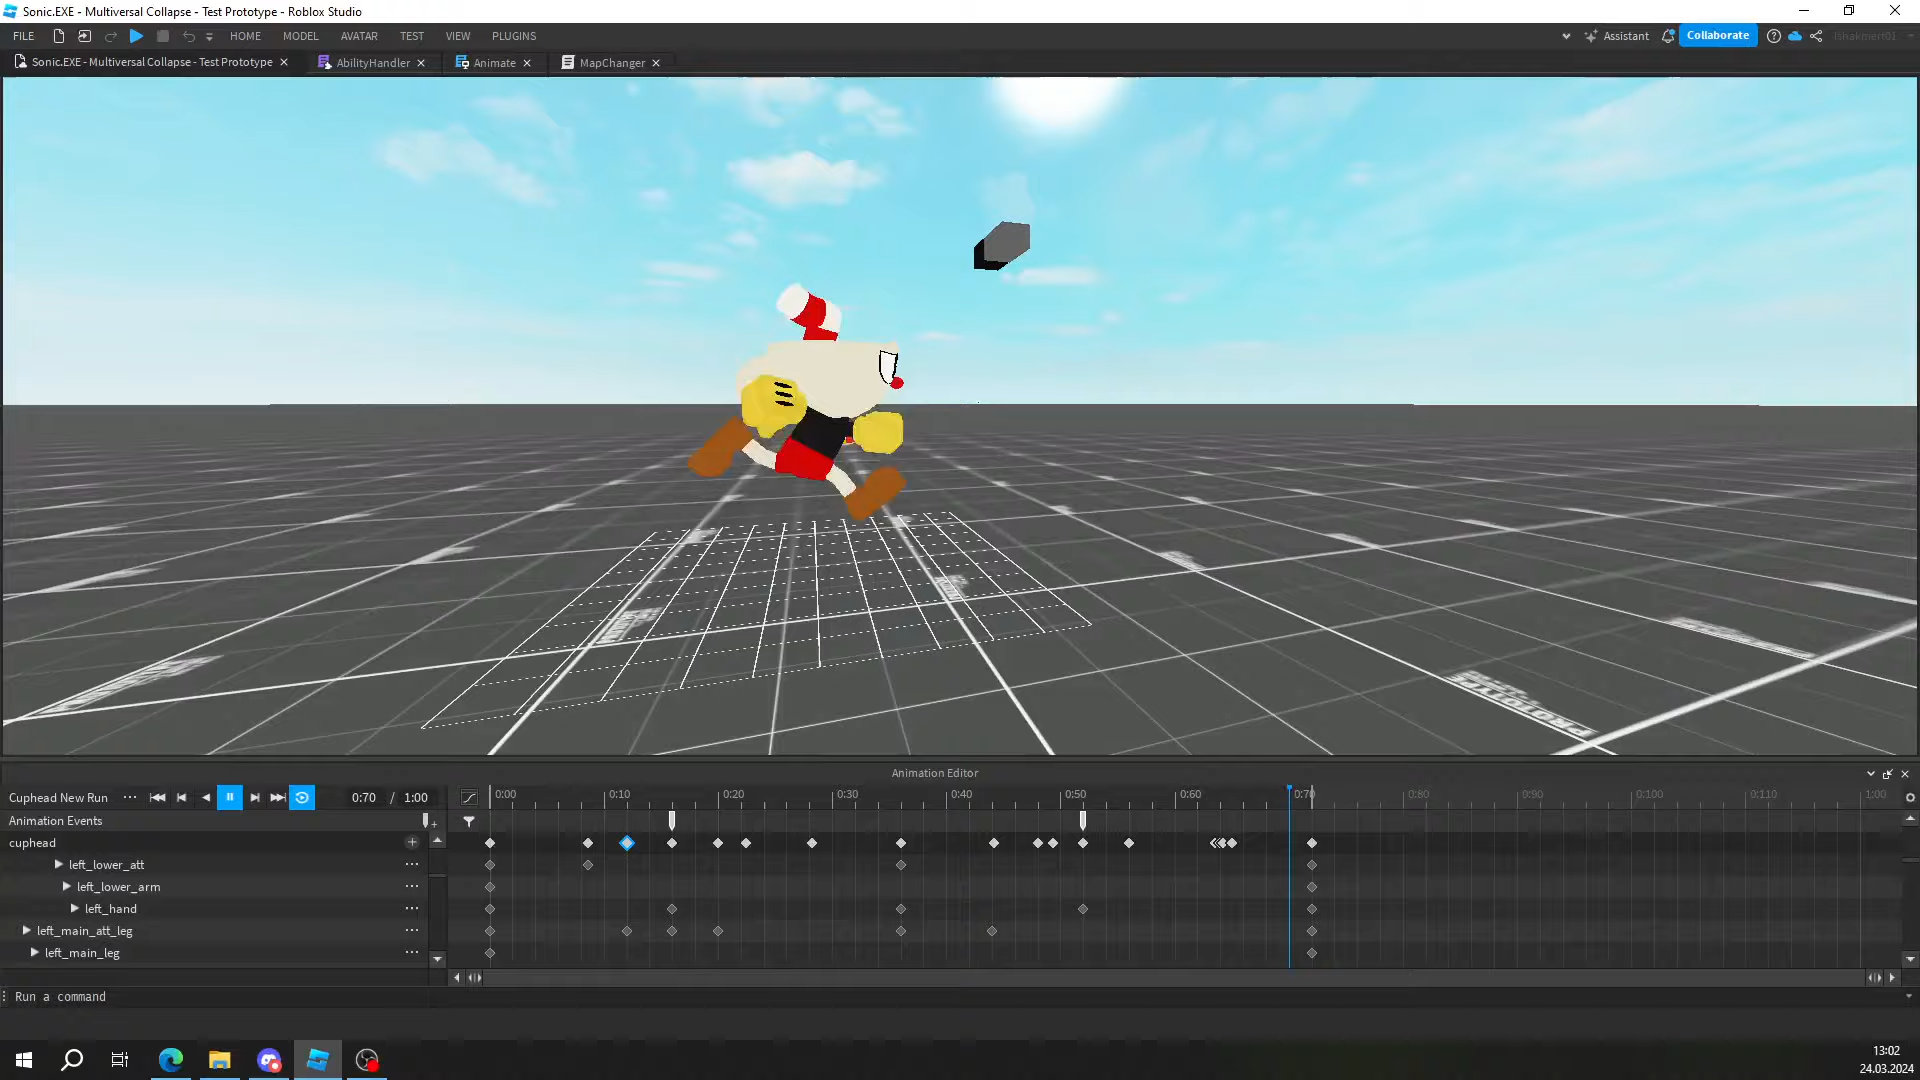 Sonic.EXE - Multiversal Collapse - Test Prototype - Roblox Studio
FILE HOME MODEL AVATAR TEST VIEW PLUGINS Assistant Collaborate
Sonic.EXE - Multiversal Collapse - Test Prototype AbilityHandler Animate MapChanger
PROTOTYPE
Animation Editor
Cuphead New Run 0:70 / 1:00 0:00 0:10 0:20 0:30 0:40 0:50 0:60 0:70 0:80 0:90 0:100 0:110 1:00
Animation Events
cuphead
left_lower_att
left_lower_arm
left_hand
left_main_att_leg
left_main_leg
Run a command
13:02
24.03.2024